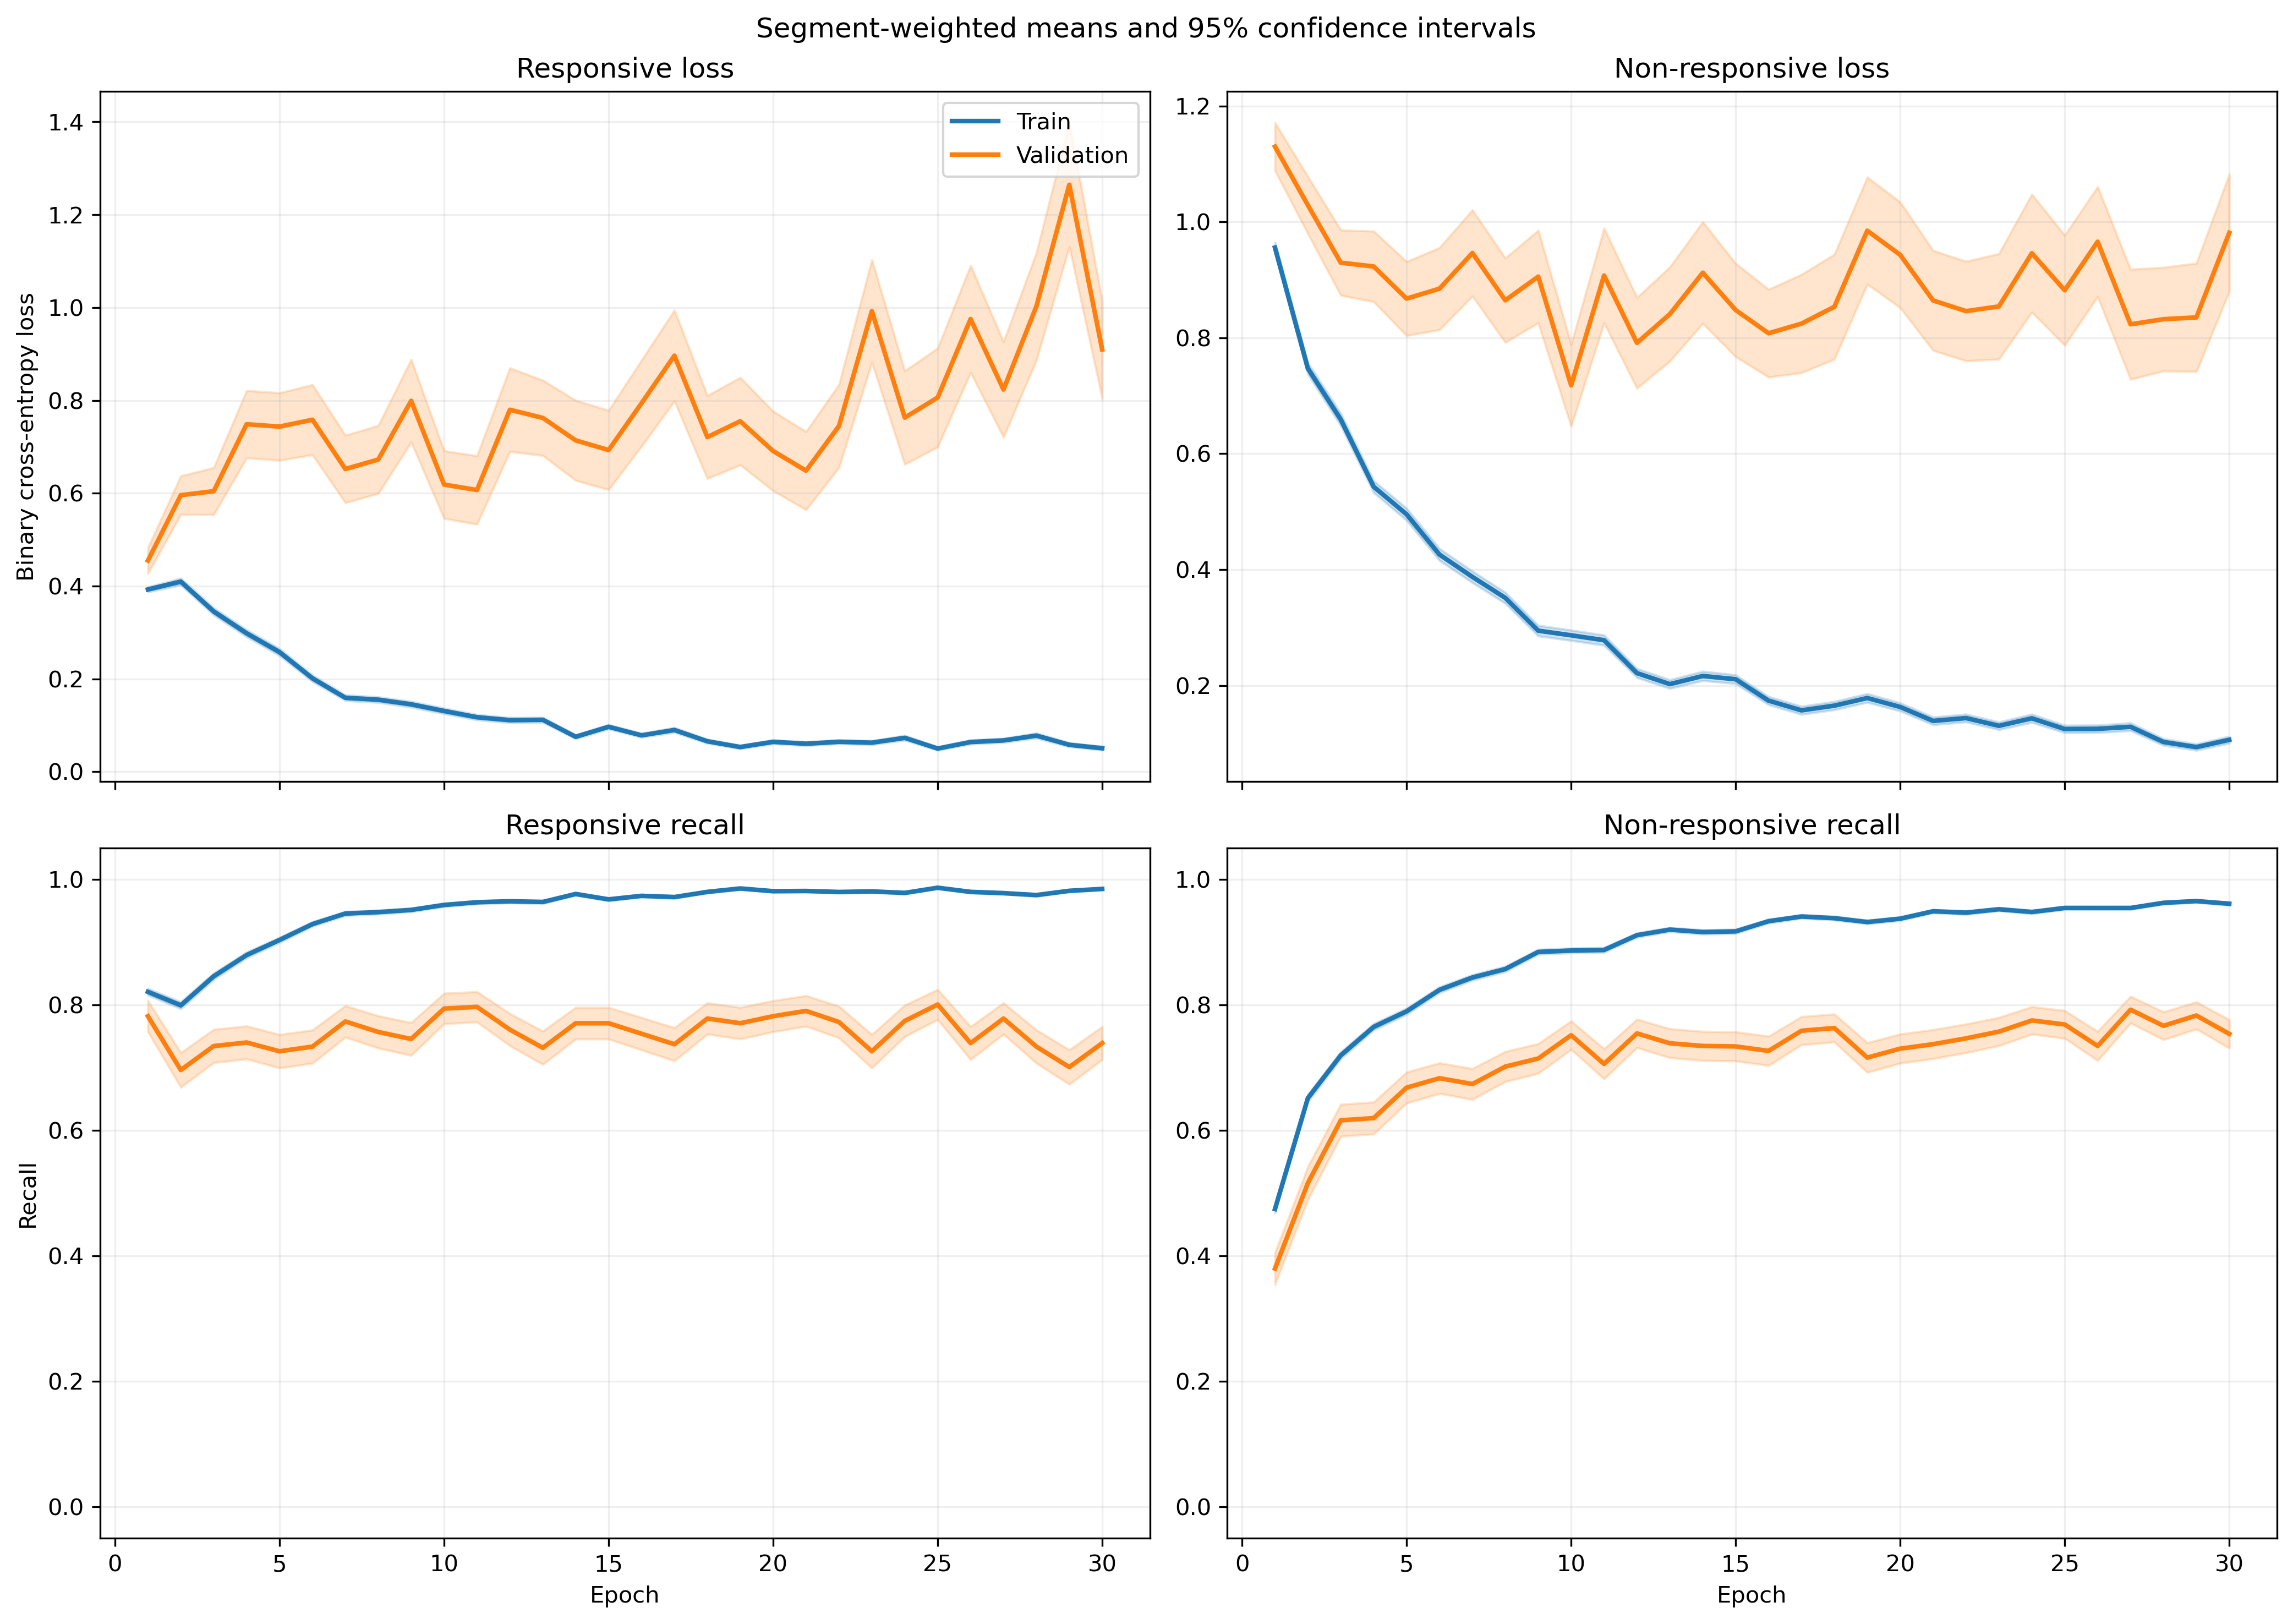 Segment-weighted means and 95% confidence intervals
Responsive loss
Non-responsive loss
Binary cross-entropy loss
1.4
1.2
1.0
0.8
0.6
0.4
0.2
0.0
Train
Validation
1.2
1.0
0.8
0.6
0.4
0.2
Responsive recall
Non-responsive recall
Recall
1.0
0.8
0.6
0.4
0.2
0.0
0 5 10 15 20 25 30
Epoch
1.0
0.8
0.6
0.4
0.2
0.0
0 5 10 15 20 25 30
Epoch